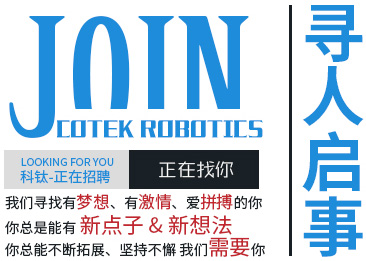 JOIN
COTEK ROBOTICS
LOOKING FOR YOU
科钛-正在招聘
正在找你
我们寻找有梦想、有激情、爱拼搏的你
你总是能有 新点子 & 新想法
你总能不断拓展、坚持不懈 我们需要你
寻人启事